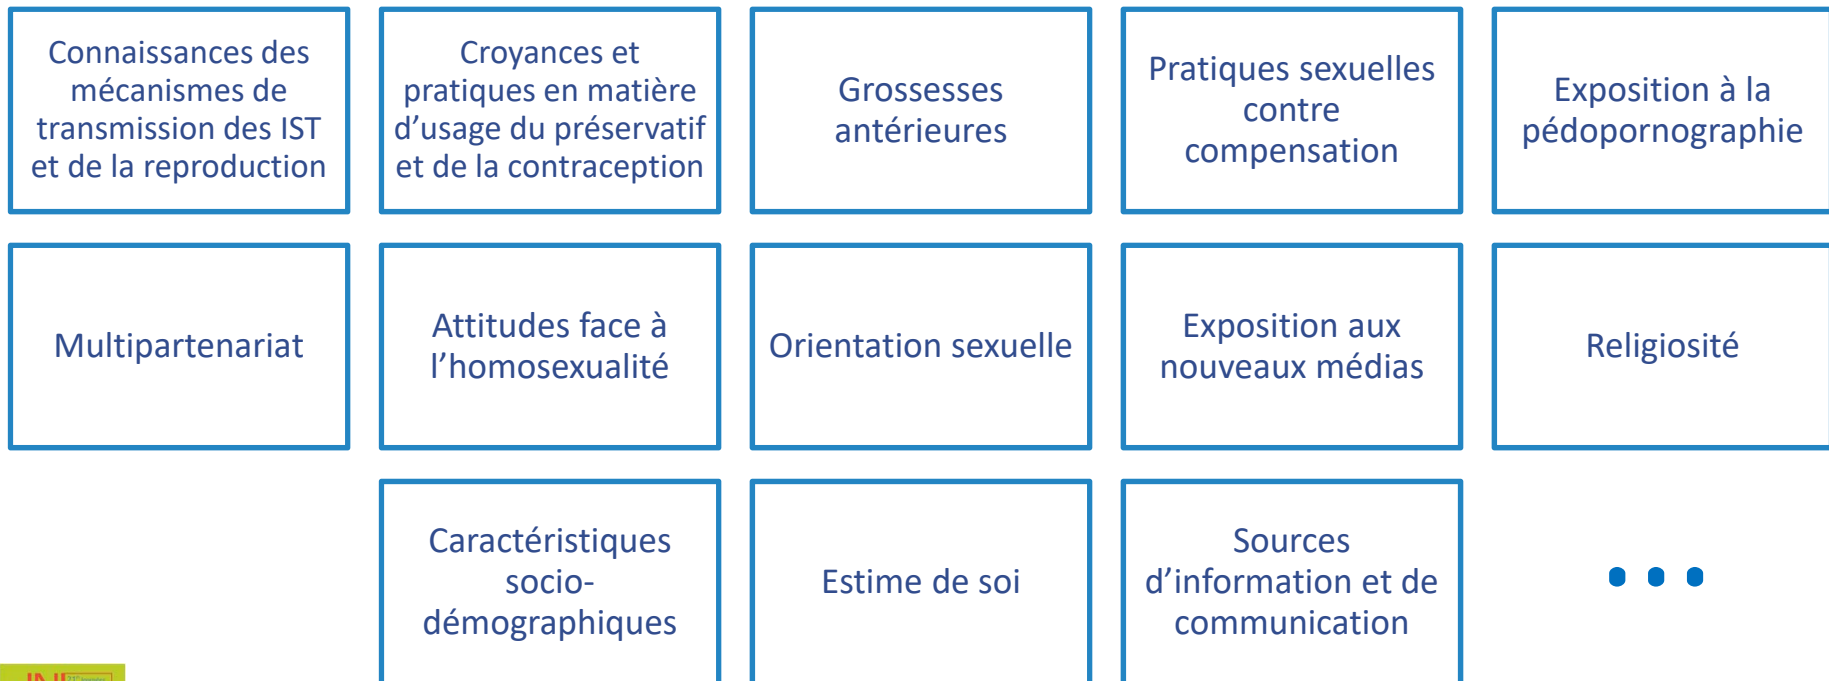 Connaissances des
mécanismes de
transmission des IST
et de la reproduction
Croyances et
pratiques en matière
d'usage du préservatif
et de la contraception
Grossesses
antérieures
Pratiques sexuelles
contre
compensation
Exposition à la
pédopornographie
Multipartenariat
Attitudes face à
l'homosexualité
Orientation sexuelle
Exposition aux
nouveaux médias
Religiosité
Caractéristiques
socio-
démographiques
Estime de soi
Sources
d'information et de
communication
...